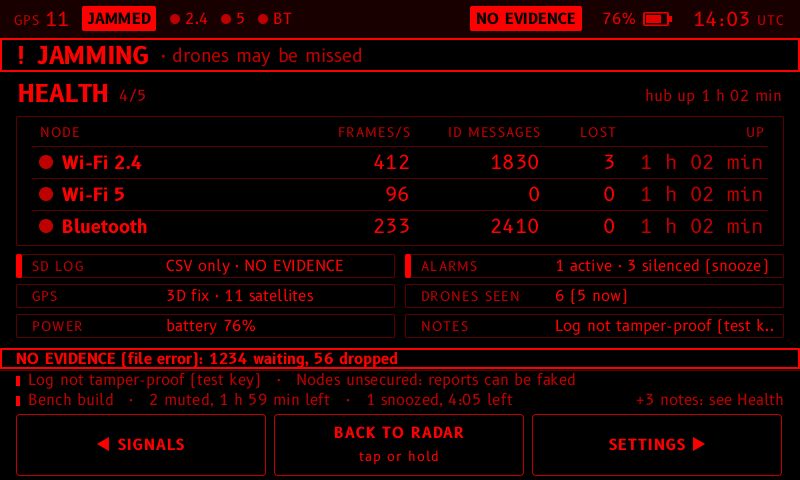 GPS 11 JAMMED 2.4 5 BT NO EVIDENCE 76% 14:03 UTC
! JAMMING · drones may be missed
HEALTH 4/5 hub up 1 h 02 min
NODE FRAMES/S ID MESSAGES LOST UP
Wi-Fi 2.4 412 1830 3 1 h 02 min
Wi-Fi 5 96 0 0 1 h 02 min
Bluetooth 233 2410 0 1 h 02 min
SD LOG CSV only · NO EVIDENCE ALARMS 1 active · 3 silenced (snooze)
GPS 3D fix · 11 satellites DRONES SEEN 6 (5 now)
POWER battery 76% NOTES Log not tamper-proof (test k..
NO EVIDENCE (file error): 1234 waiting, 56 dropped
Log not tamper-proof (test key) · Nodes unsecured: reports can be faked
Bench build · 2 muted, 1 h 59 min left · 1 snoozed, 4:05 left +3 notes: see Health
◀ SIGNALS BACK TO RADAR SETTINGS ▶
tap or hold